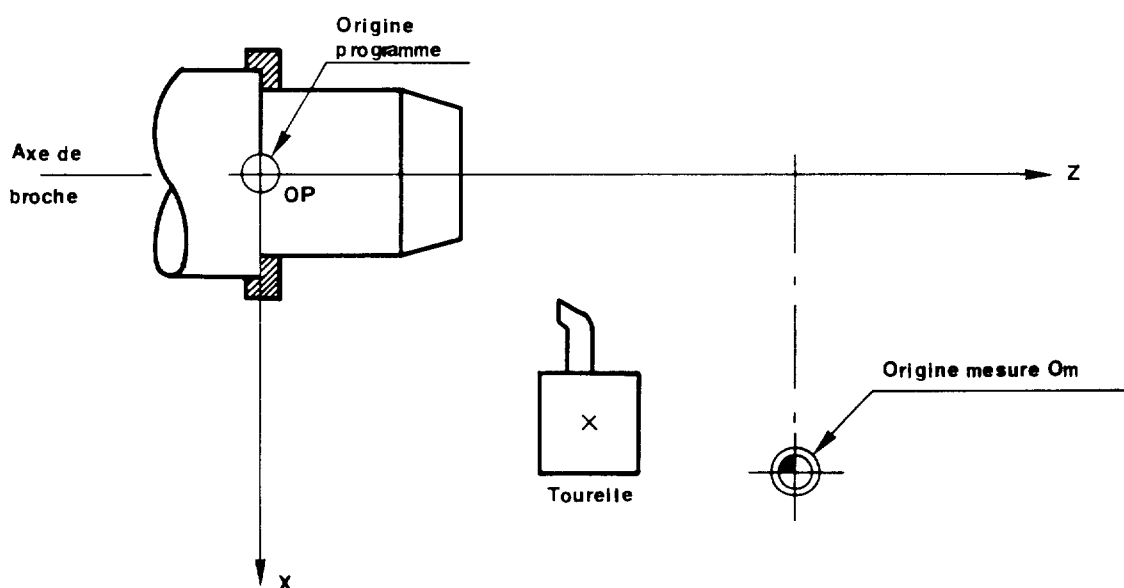 Origine
programme
Axe de
broche
OP
Z
Origine mesure Om
Tourelle
X